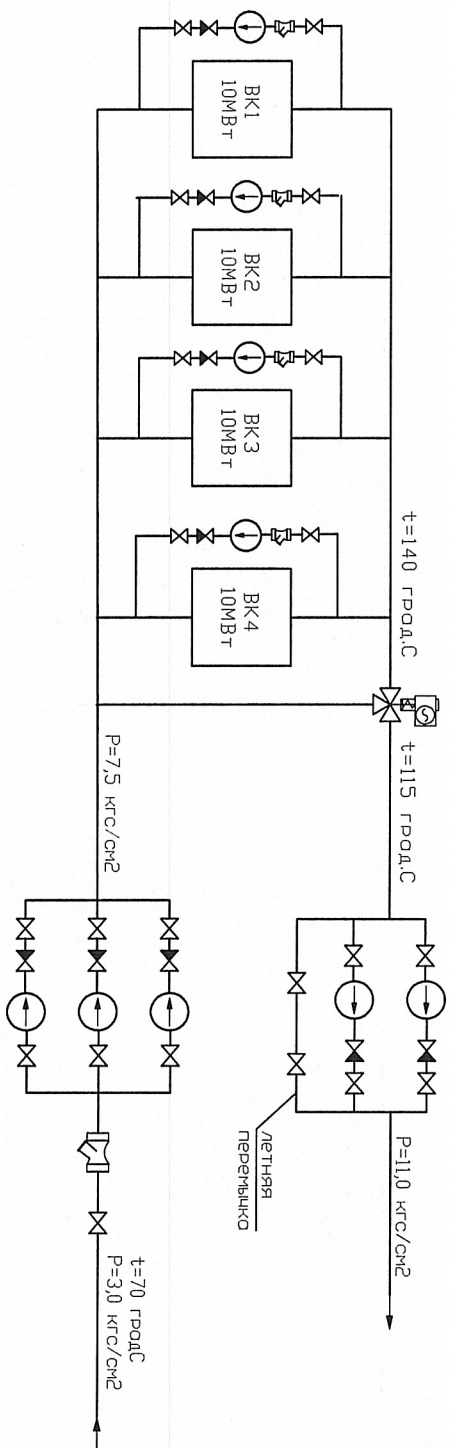 ВК1
10МВт
ВК2
10МВт
ВК3
10МВт
ВК4
10МВт
t=140 град.С
t=115 град.С
P=7,5 кгс/см2
P=11,0 кгс/см2
летняя
перемычка
t=70 градС
P=3,0 кгс/см2